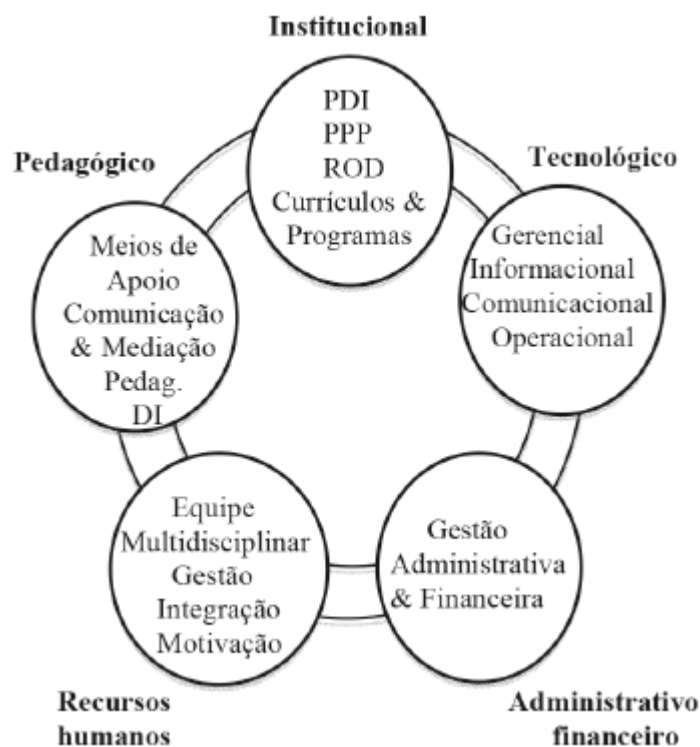 Institucional
PDI
PPP
ROD
Currículos &
Programas
Pedagógico
Meios de
Apoio
Comunicação
& Mediação
Pedag.
DI
Tecnológico
Gerencial
Informacional
Comunicacional
Operacional
Equipe
Multidisciplinar
Gestão
Integração
Motivação
Recursos
humanos
Gestão
Administrativa
& Financeira
Administrativo
financeiro